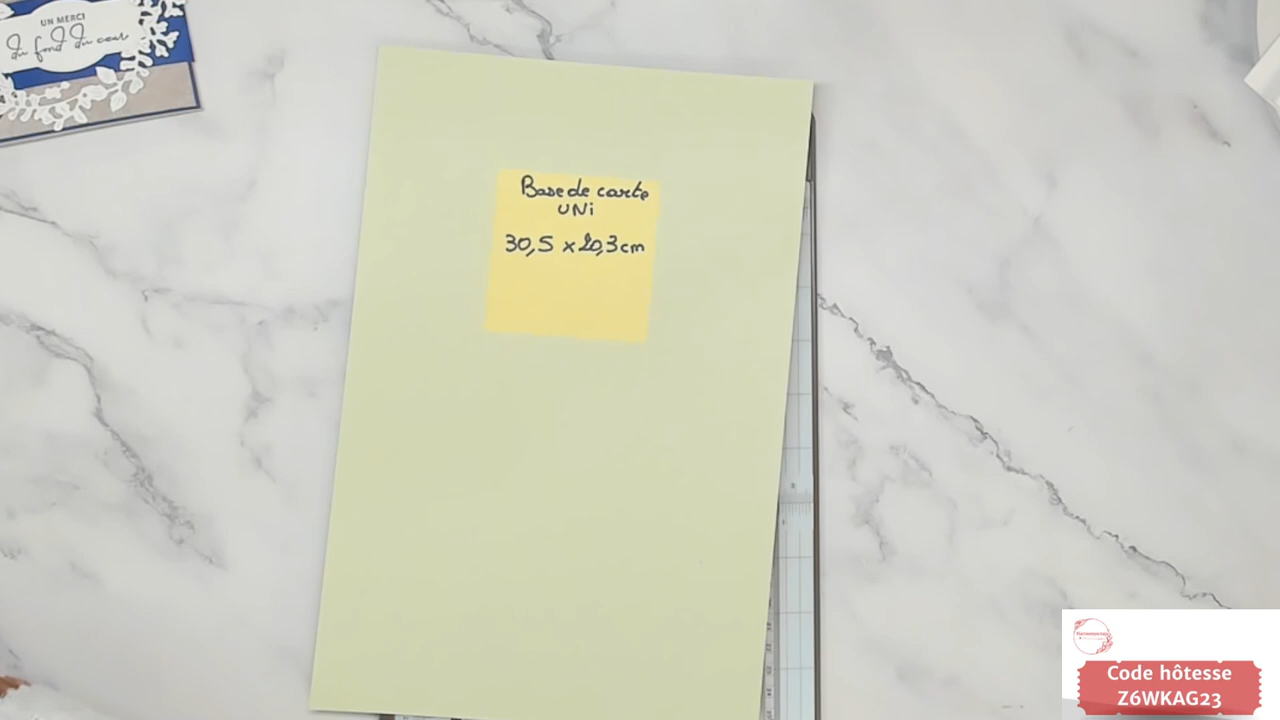 UN MERCI
du fond du cœur
Base de carte
UNi
30,5 x 20,3cm
Code hôtesse
Z6WKAG23